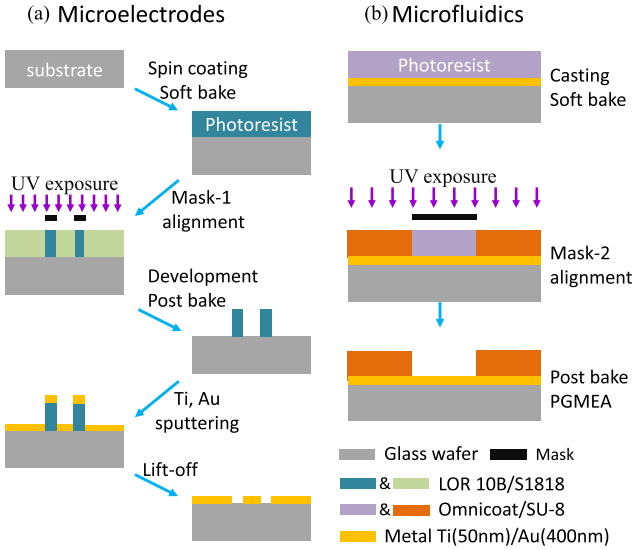 (a) Microelectrodes
substrate
Spin coating
Soft bake
Photoresist
UV exposure
Mask-1
alignment
Development
Post bake
Ti, Au
sputtering
Lift-off
(b) Microfluidics
Photoresist
Casting
Soft bake
UV exposure
Mask-2
alignment
Post bake
PGMEA
Glass wafer
Mask
& LOR 10B/S1818
& Omnicoat/SU-8
Metal Ti(50nm)/Au(400nm)